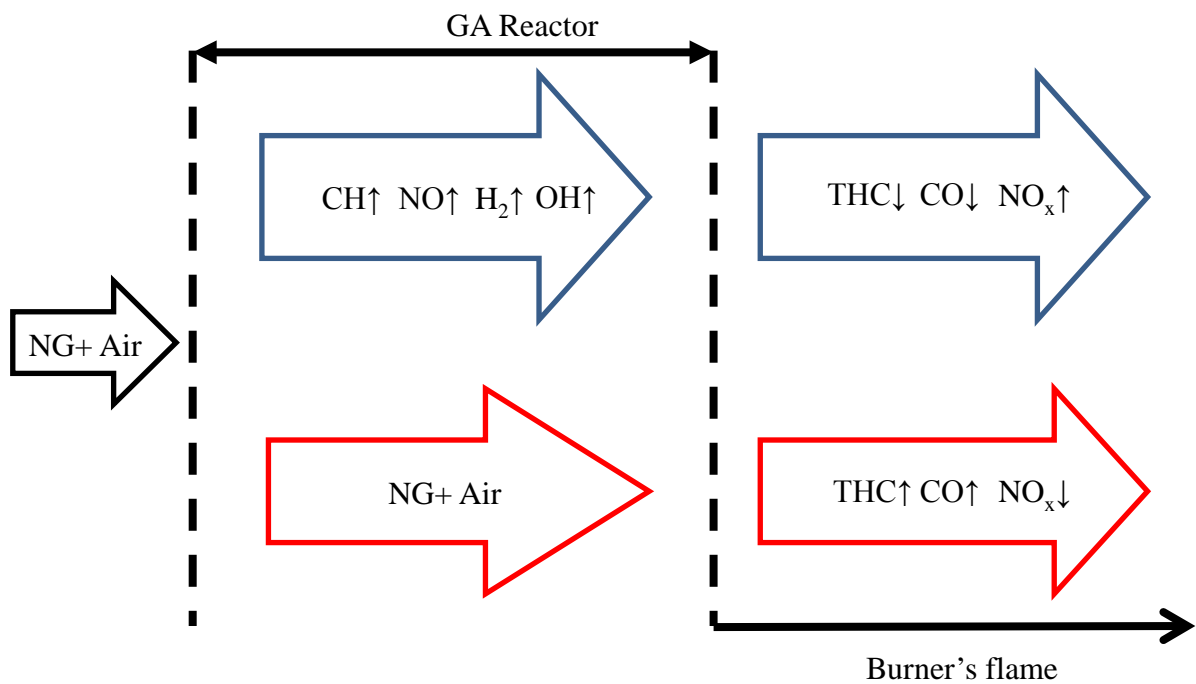 GA Reactor
CH↑ NO↑ H₂↑ OH↑
THC↓ CO↓ NOₓ↑
NG+ Air
NG+ Air
THC↑ CO↑ NOₓ↓
Burner’s flame